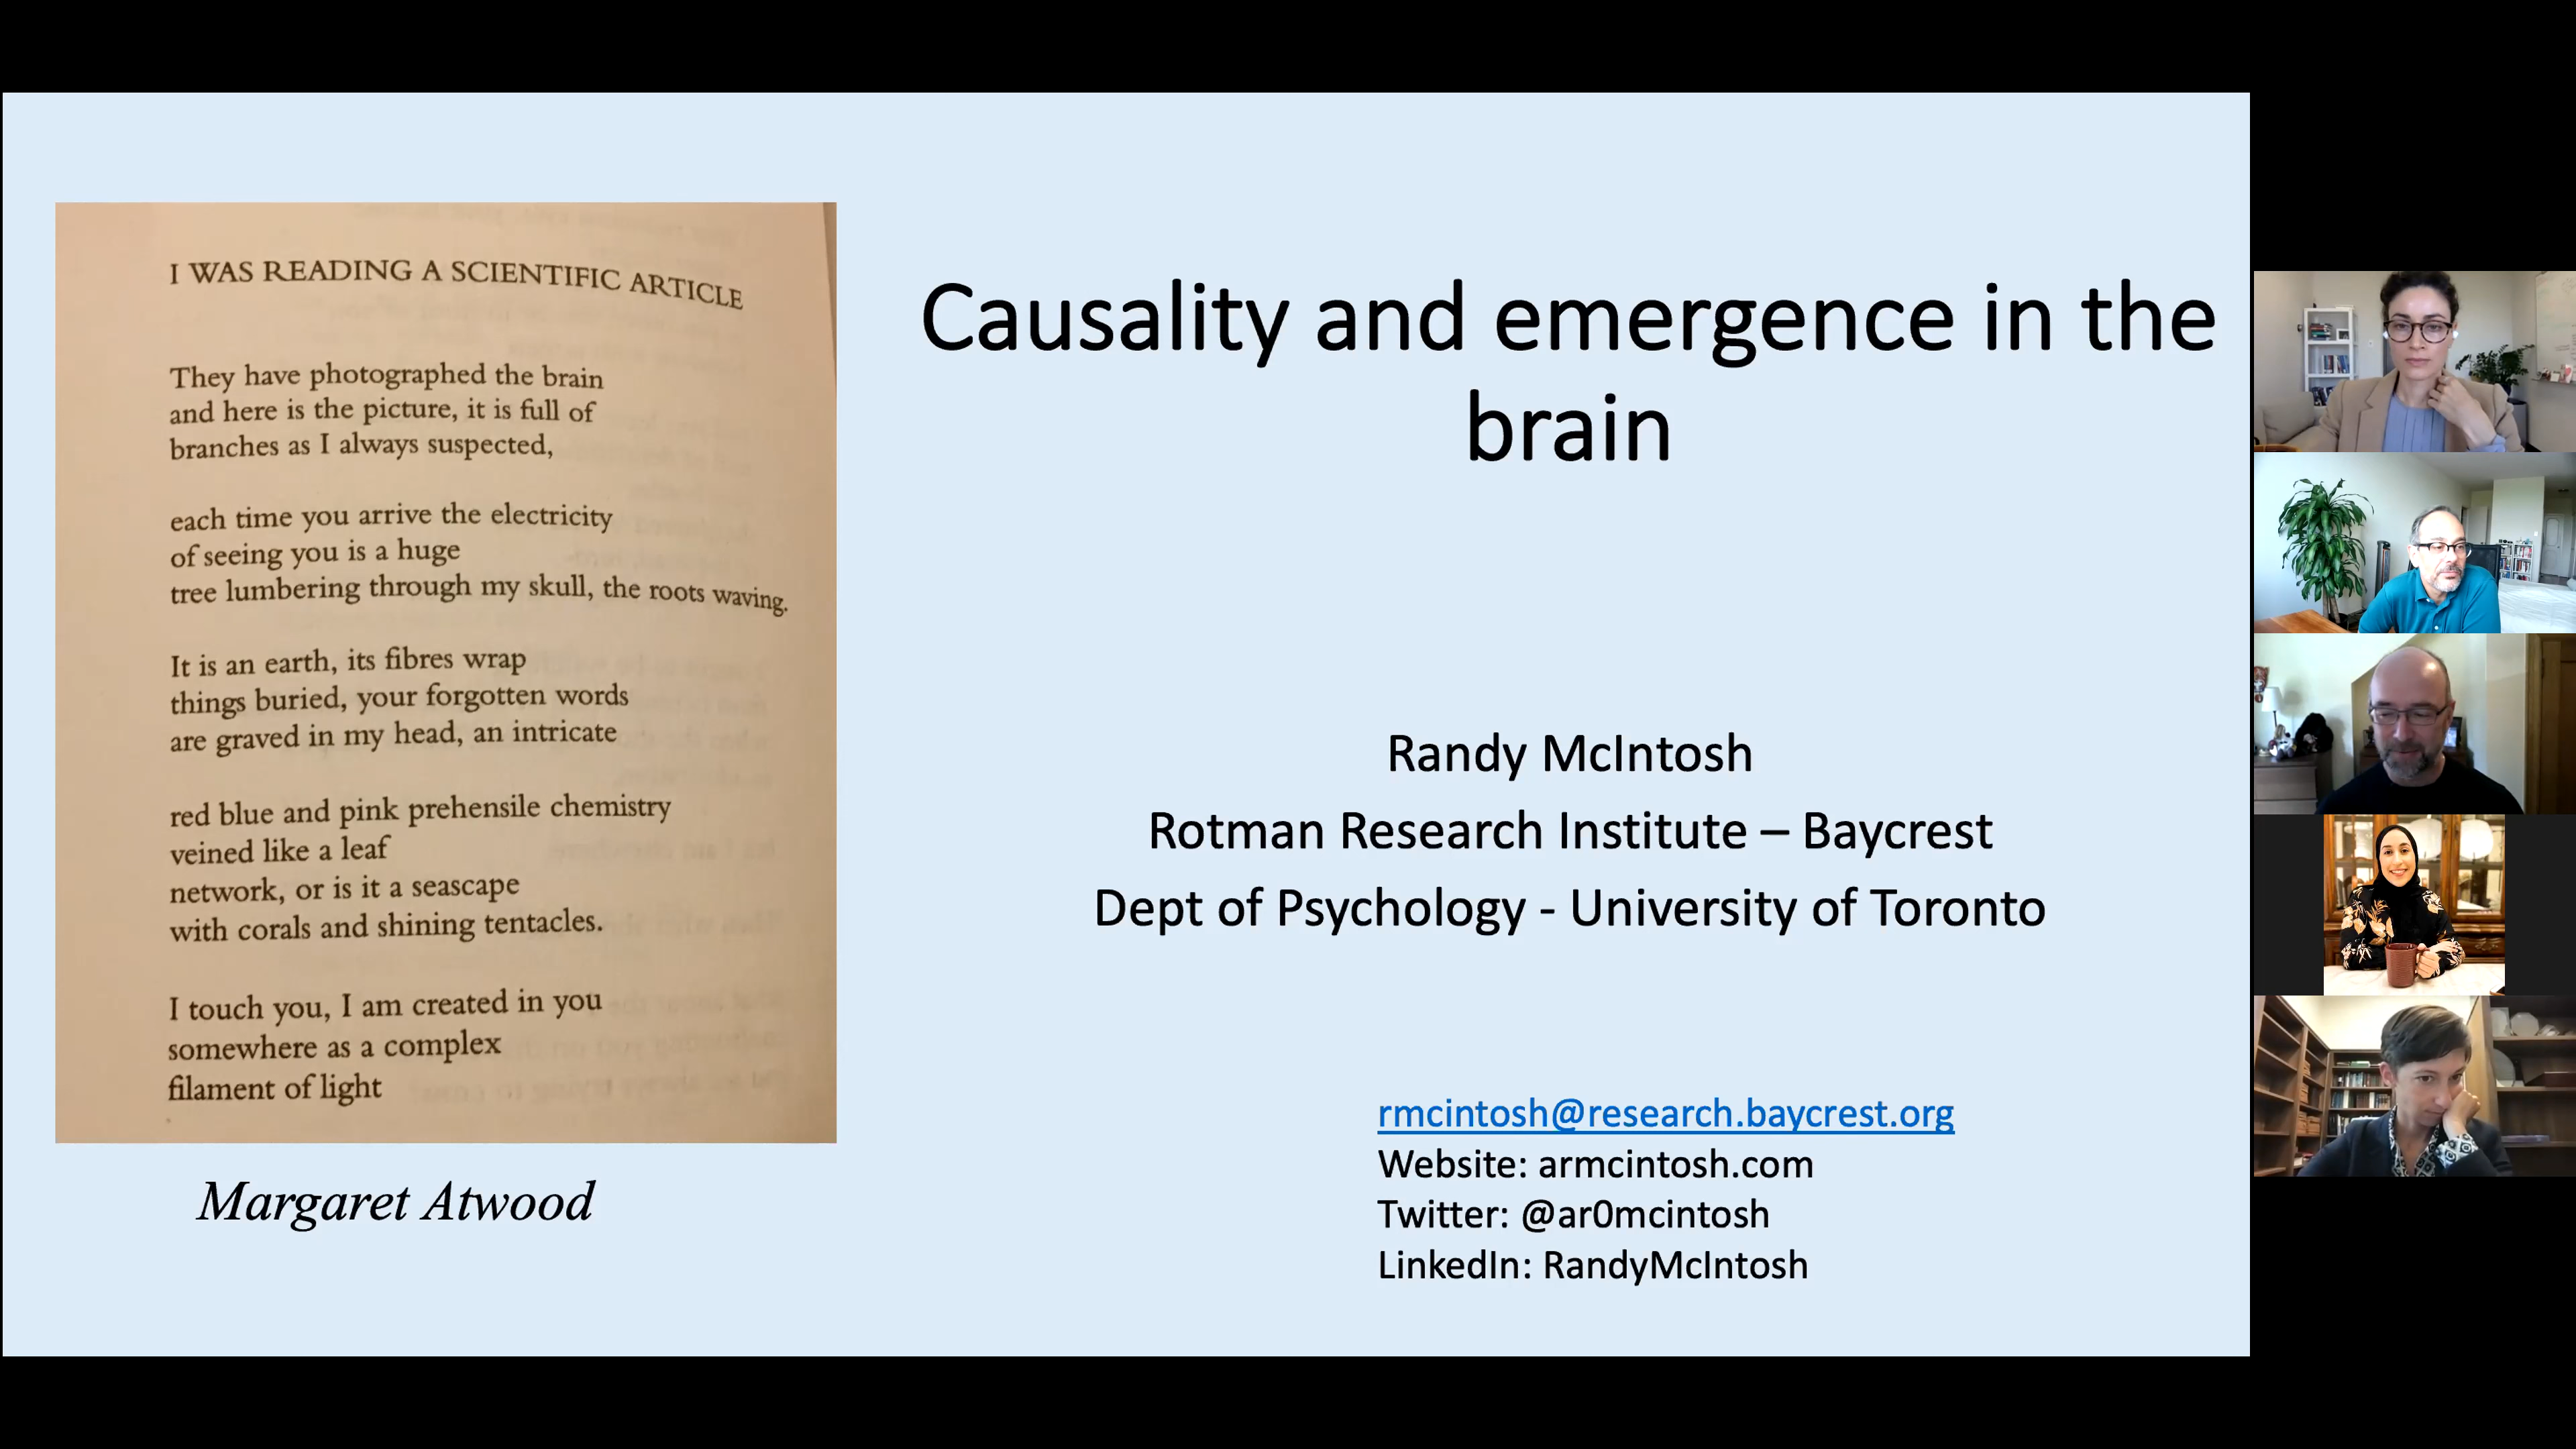 I WAS READING A SCIENTIFIC ARTICLE
They have photographed the brain
and here is the picture, it is full of
branches as I always suspected,
each time you arrive the electricity
of seeing you is a huge
tree lumbering through my skull, the roots waving.
It is an earth, its fibres wrap
things buried, your forgotten words
are graved in my head, an intricate
red blue and pink prehensile chemistry
veined like a leaf
network, or is it a seascape
with corals and shining tentacles.
I touch you, I am created in you
somewhere as a complex
filament of light
Margaret Atwood
Causality and emergence in the
brain
Randy McIntosh
Rotman Research Institute – Baycrest
Dept of Psychology - University of Toronto
rmcintosh@research.baycrest.org
Website: armcintosh.com
Twitter: @ar0mcintosh
LinkedIn: RandyMcIntosh